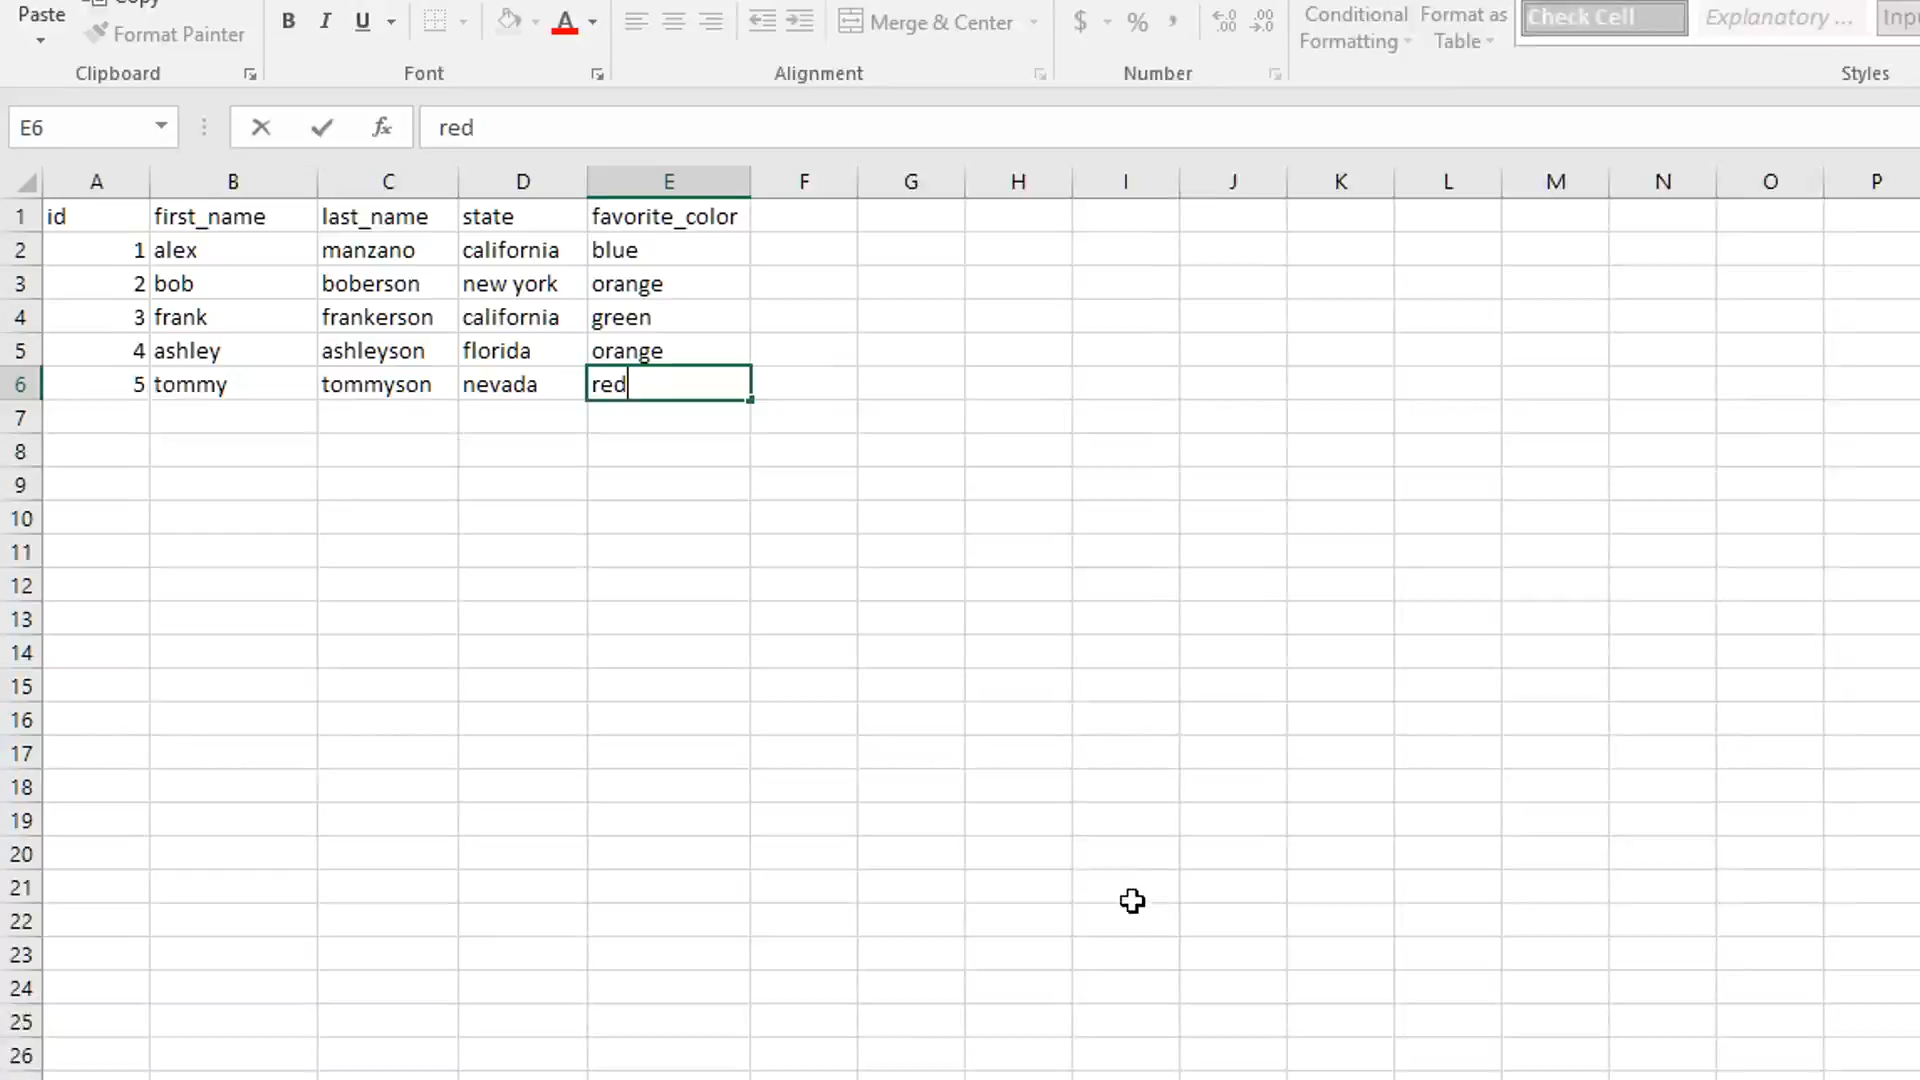 Paste
Copy
Format Painter
B I U A
Merge & Center
$ % ,
Conditional Formatting
Format as Table
Check Cell
Explanatory ...
Clipboard
Font
Alignment
Number
Styles
E6
fx
red
A B C D E F G H I J K L M N O P
1 id first_name last_name state favorite_color
2 1 alex manzano california blue
3 2 bob boberson new york orange
4 3 frank frankerson california green
5 4 ashley ashleyson florida orange
6 5 tommy tommyson nevada red
7
8
9
10
11
12
13
14
15
16
17
18
19
20
21
22
23
24
25
26